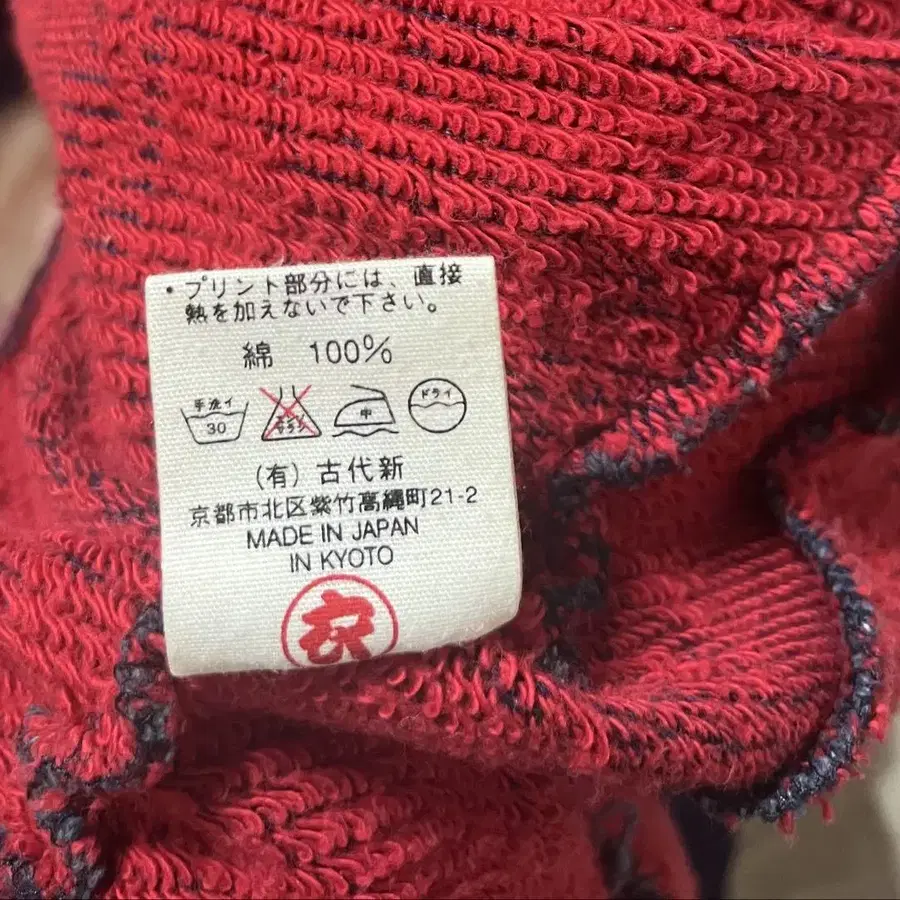 ・プリント部分には、直接
熱を加えないで下さい。
綿 100%
手洗イ
30
中
ドライ
(有)古代新
京都市北区紫竹高縄町21-2
MADE IN JAPAN
IN KYOTO